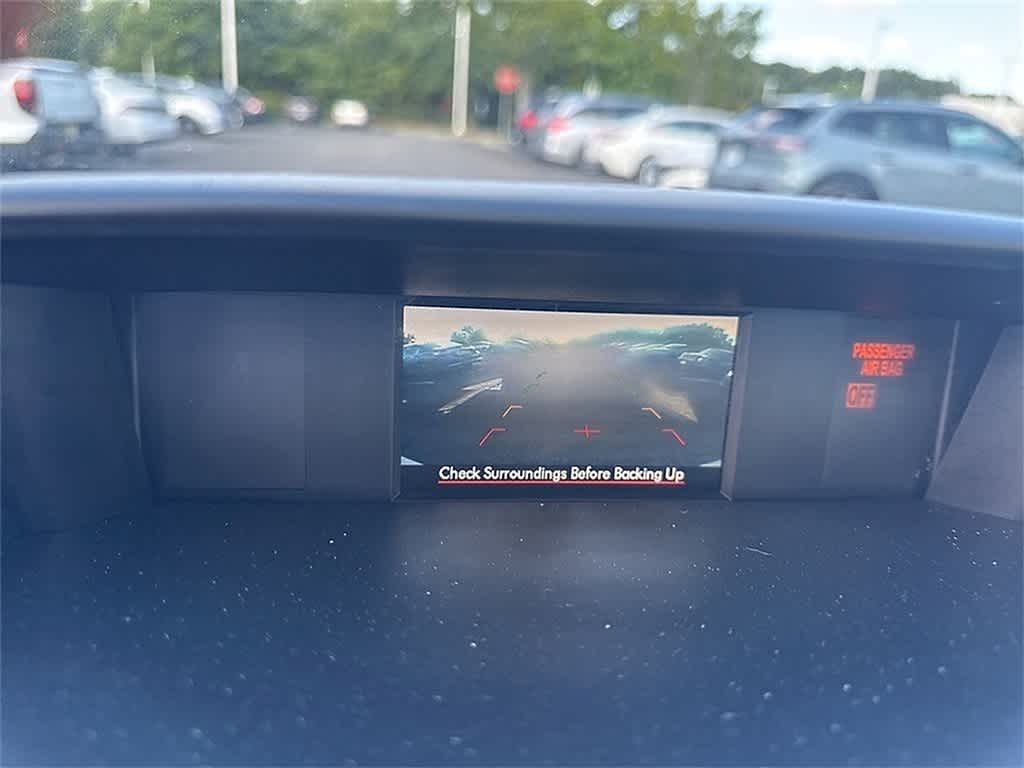 PASSENGER
AIR BAG
OFF
Check Surroundings Before Backing Up